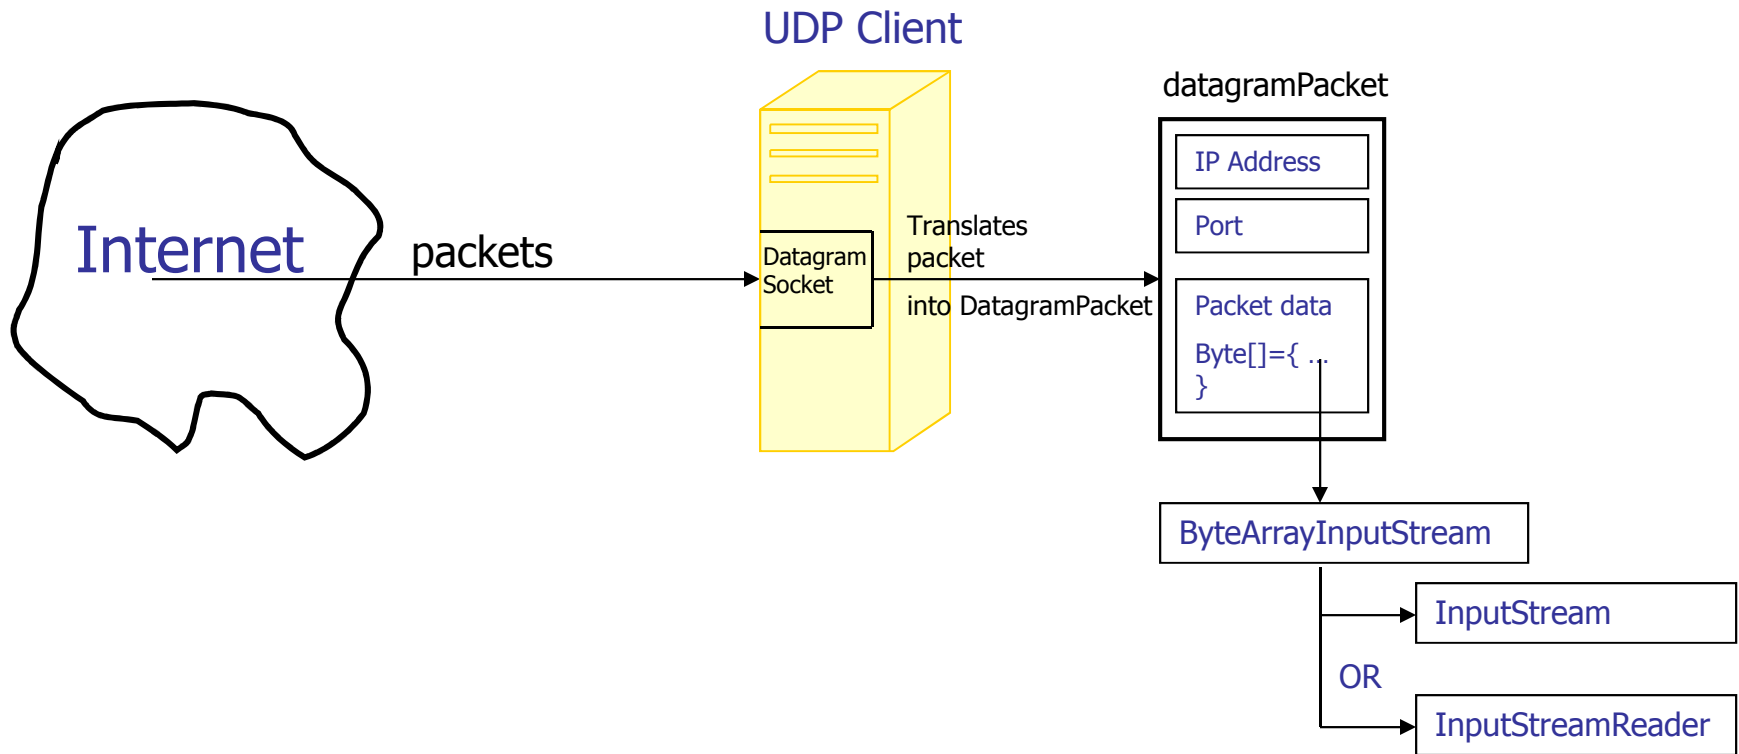 UDP Client
datagramPacket
IP Address
Port
Internet
packets
Datagram
Socket
Translates
packet
into DatagramPacket
Packet data
Byte[]={ ...
}
ByteArrayInputStream
InputStream
OR
InputStreamReader